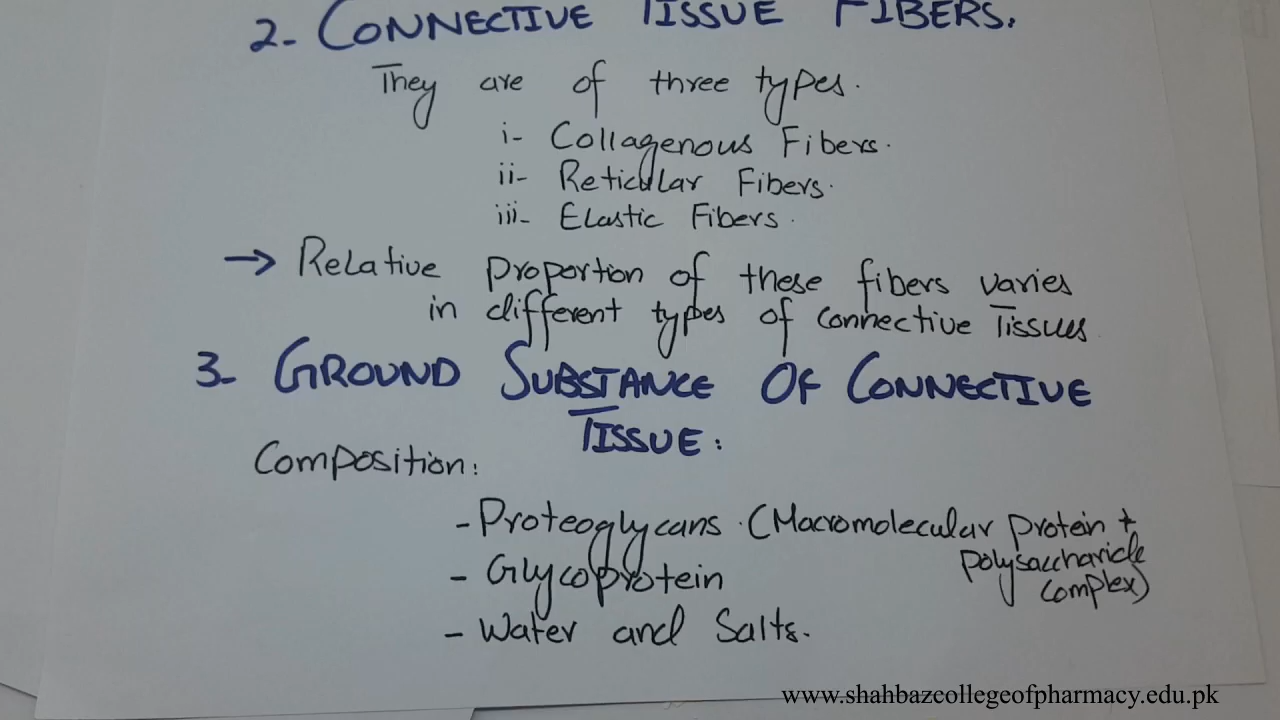 2- CONNECTIVE TISSUE FIBERS.
They are of three types.
i- Collagenous Fibers.
ii- Reticular Fibers.
iii- Elastic Fibers.
→ Relative proportion of these fibers varies
in different types of connective Tissues
3- GROUND SUBSTANCE OF CONNECTIVE
TISSUE:
Composition:
- Proteoglycans. (Macromolecular protein +
polysaccharide
complex)
- Glycoprotein
- Water and Salts.
www.shahbazcollegeofpharmacy.edu.pk